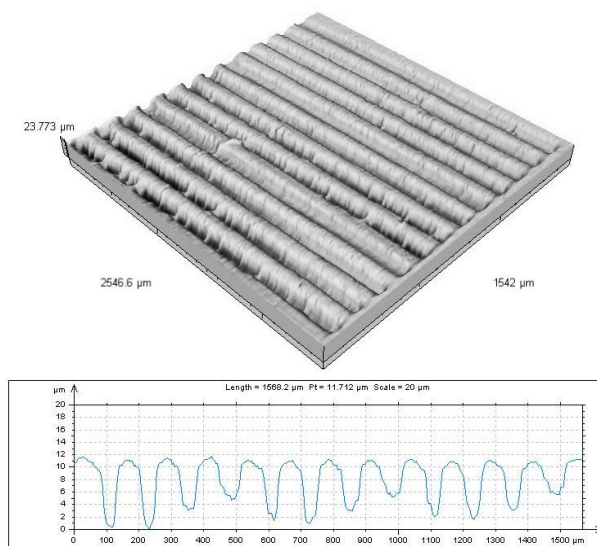 23.773 µm
2546.6 µm
1542 µm
Length = 1568.2 µm Pt = 11.712 µm Scale = 20 µm
µm
20
18
16
14
12
10
8
6
4
2
0
0 100 200 300 400 500 600 700 800 900 1000 1100 1200 1300 1400 1500 µm